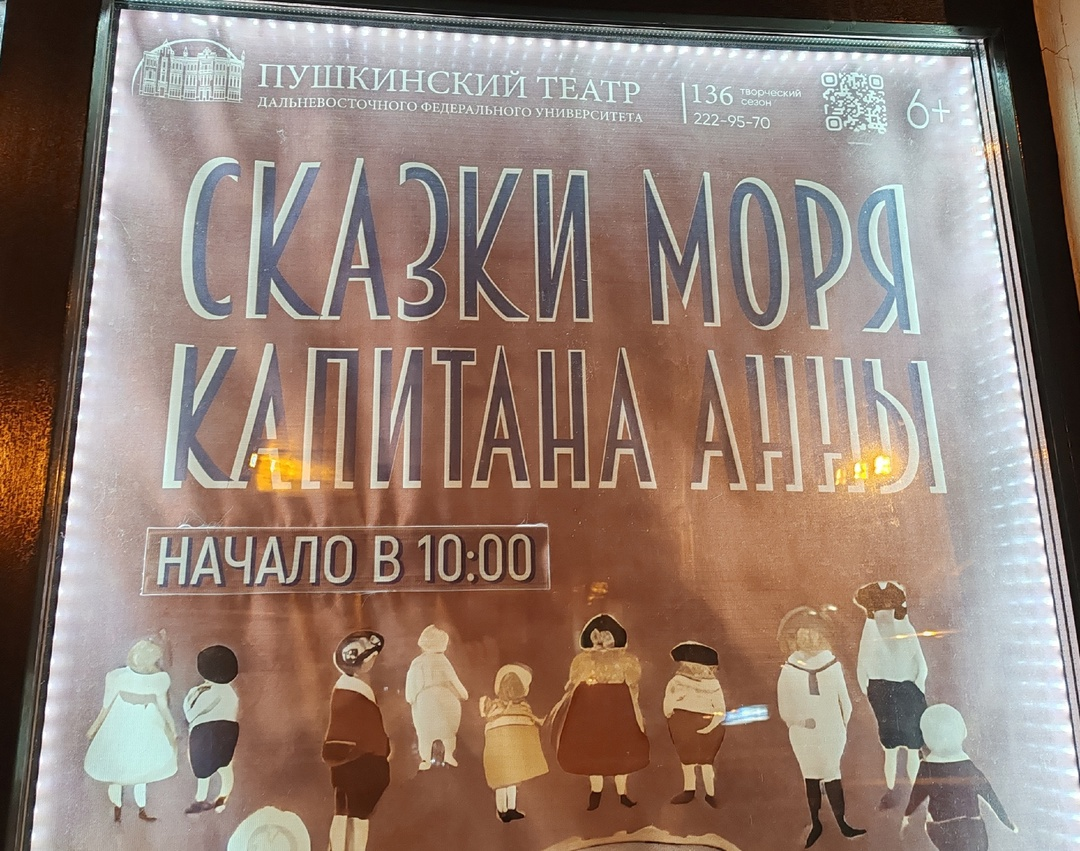 ПУШКИНСКИЙ ТЕАТР
ДАЛЬНЕВОСТОЧНОГО ФЕДЕРАЛЬНОГО УНИВЕРСИТЕТА
136 творческий сезон
222-95-70
6+
СКАЗКИ МОРЯ
КАПИТАНА АННЫ
НАЧАЛО В 10:00